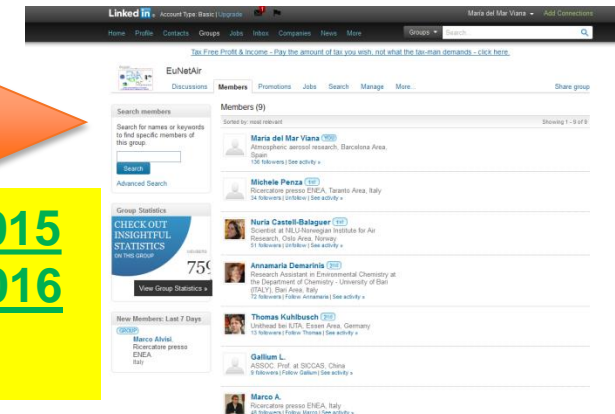 Linked in Account Type: Basic | Upgrade
María del Mar Viana Add Connections
Home Profile Contacts Groups Jobs Inbox Companies News More Groups Search
Tax Free Profit & Income - Pay the amount of tax you wish, not what the tax-man demands - click here.
EuNetAir
Discussions Members Promotions Jobs Search Manage More... Share group
Search members
Search for names or keywords
to find specific members of
this group.
Search
Advanced Search
Group Statistics
CHECK OUT
INSIGHTFUL
STATISTICS
ON THIS GROUP
View Group Statistics »
New Members: Last 7 Days
GROUP
Marco Alvisi,
Ricercatore presso
ENEA
Italy
Members (9)
Sorted by: most relevant Showing 1 - 9 of 9
María del Mar Viana YOU
Atmospheric aerosol research, Barcelona Area,
Spain
136 followers | See activity »
Michele Penza 1st
Ricercatore presso ENEA, Taranto Area, Italy
34 followers | Unfollow | See activity »
Nuria Castell-Balaguer 1st
Scientist at NILU-Norwegian Institute for Air
Research, Oslo Area, Norway
51 followers | Unfollow | See activity »
Annamaria Demarinis 2nd
Research Assistant in Environmental Chemistry at
the Department of Chemistry - University of Bari
(ITALY), Bari Area, Italy
72 followers | Follow Annamaria | See activity »
Thomas Kuhlbusch 2nd
Unithead bei IUTA, Essen Area, Germany
13 followers | Follow Thomas | See activity »
Gallium L.
ASSOC. Prof. at SICCAS, China
9 followers | Follow Gallium | See activity »
Marco A.
Ricercatore presso ENEA, Italy
48 followers | Follow Marco | See activity »
015
016